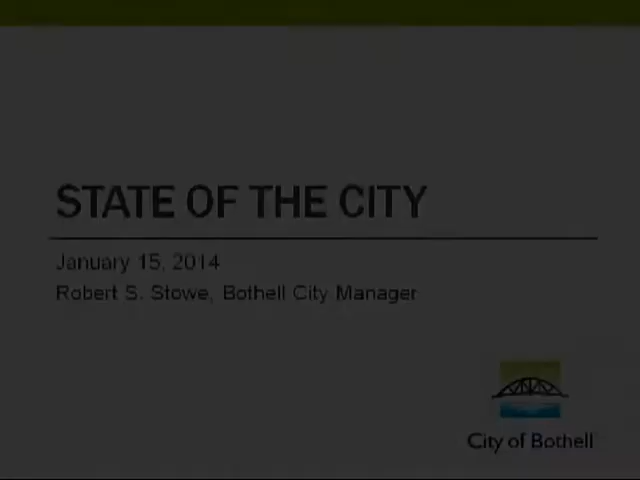 STATE OF THE CITY
January 15, 2014
Robert S. Stowe, Bothell City Manager
City of Bothell